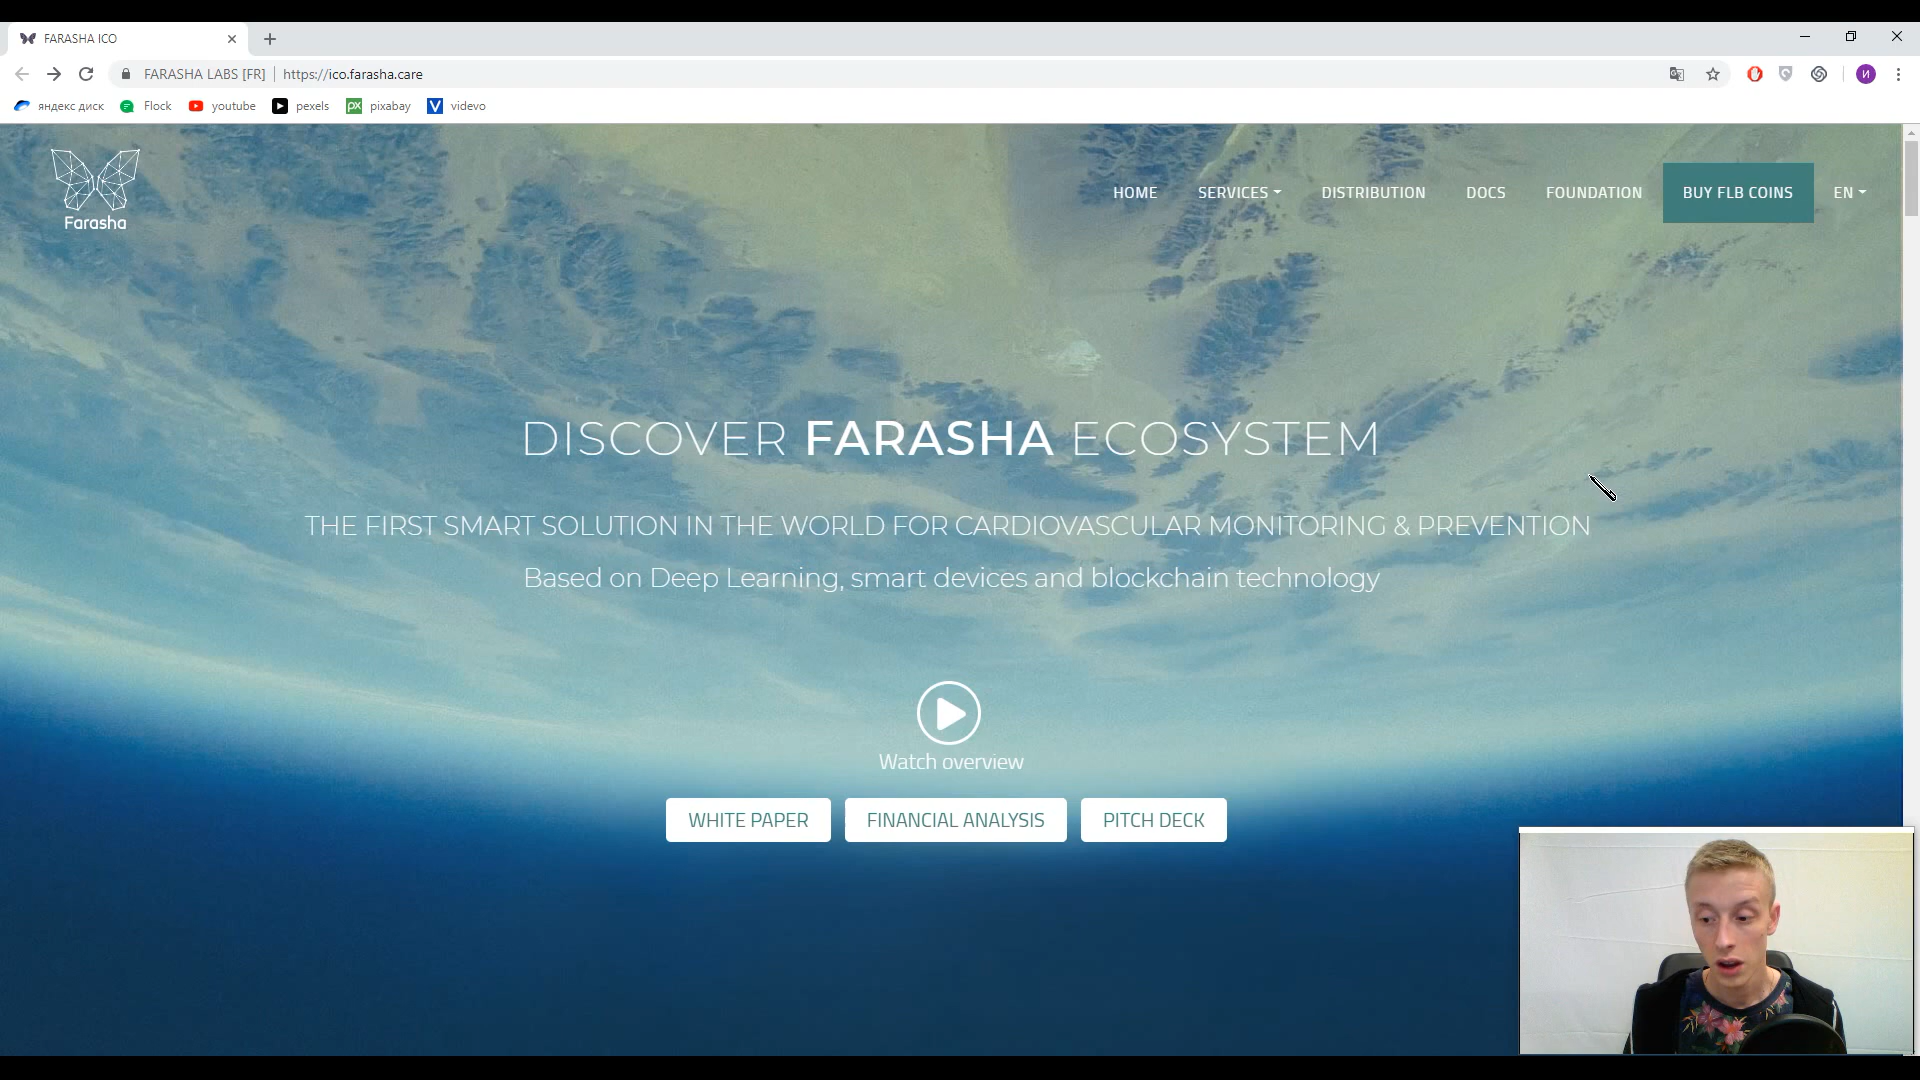 FARASHA ICO
FARASHA LABS [FR] https://ico.farasha.care
И
яндекс диск Flock youtube pexels px pixabay V videvo
Farasha
HOME SERVICES DISTRIBUTION DOCS FOUNDATION BUY FLB COINS EN
DISCOVER FARASHA ECOSYSTEM
THE FIRST SMART SOLUTION IN THE WORLD FOR CARDIOVASCULAR MONITORING & PREVENTION
Based on Deep Learning, smart devices and blockchain technology
Watch overview
WHITE PAPER FINANCIAL ANALYSIS PITCH DECK